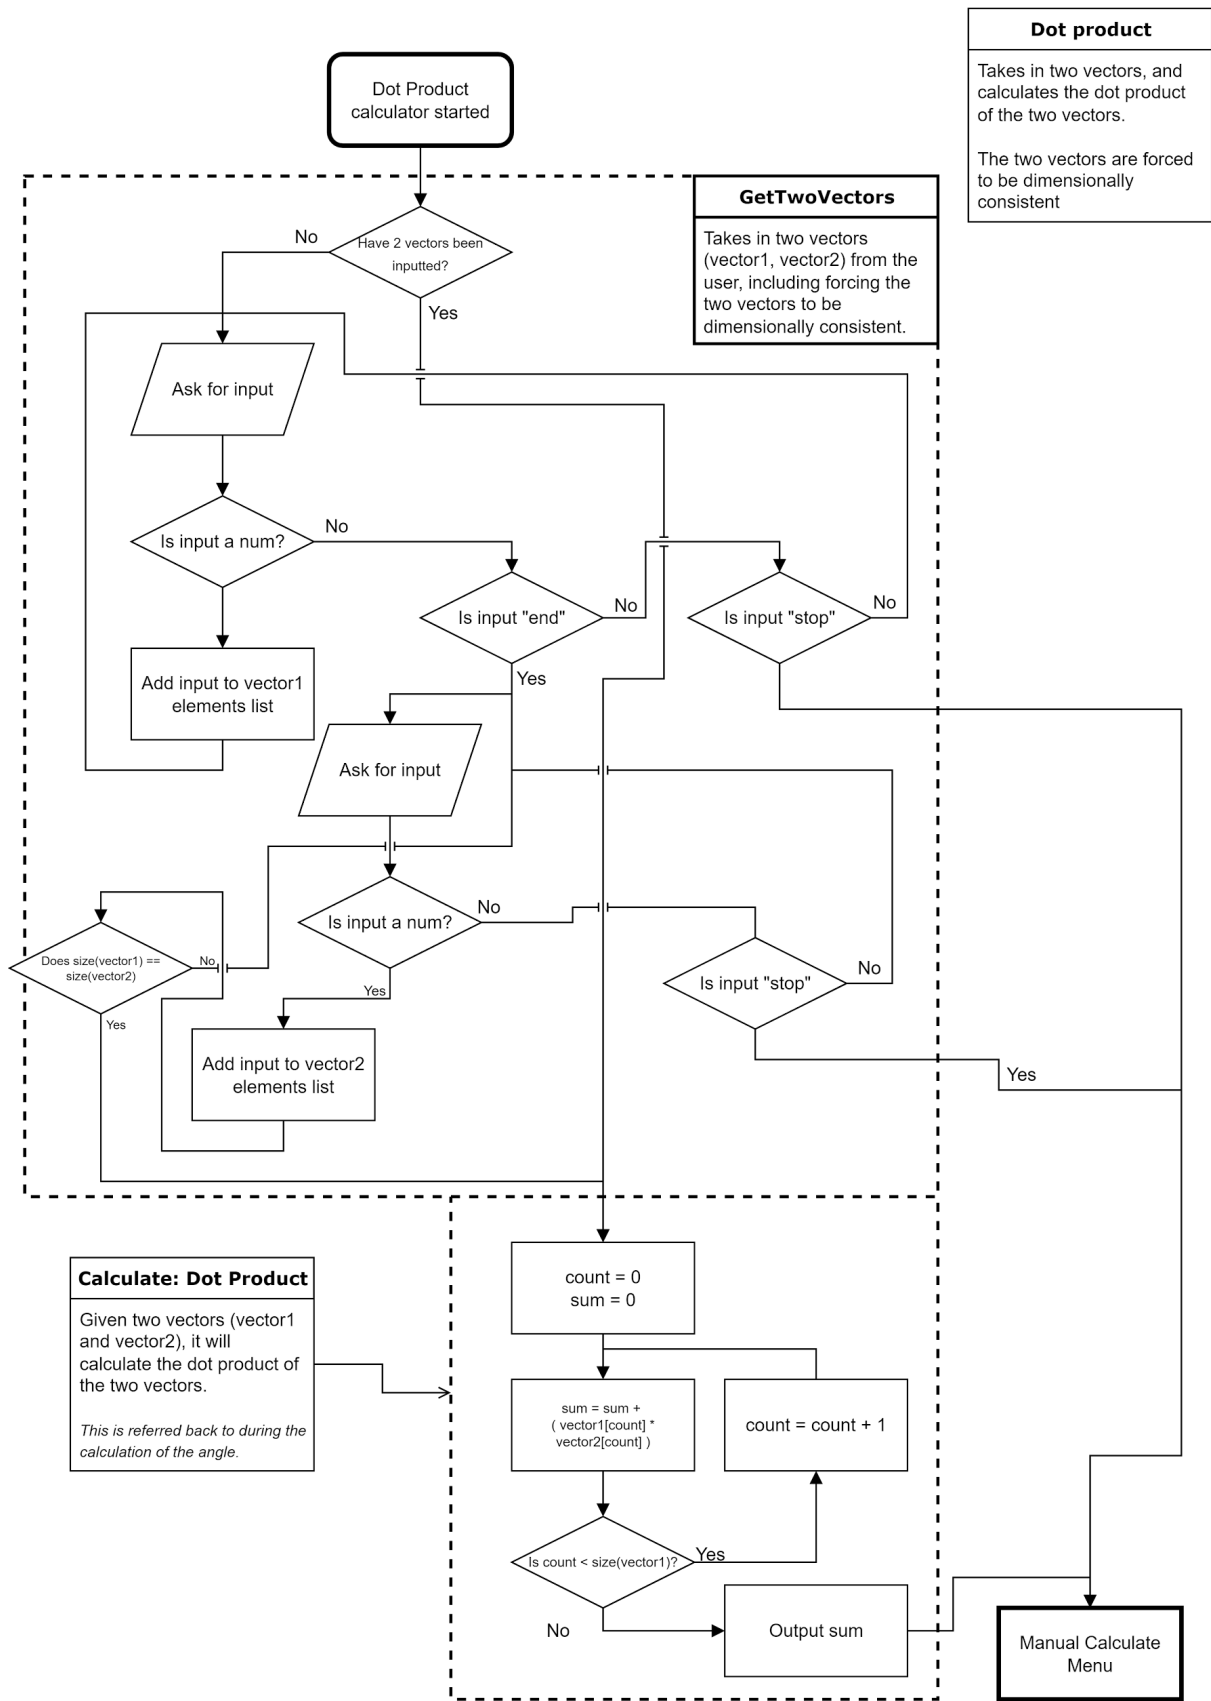 Dot product
Takes in two vectors, and
calculates the dot product
of the two vectors.
The two vectors are forced
to be dimensionally
consistent
Dot Product
calculator started
GetTwoVectors
Takes in two vectors
(vector1, vector2) from the
user, including forcing the
two vectors to be
dimensionally consistent.
No
Have 2 vectors been
inputted?
Yes
Ask for input
Is input a num?
No
Is input "end"
No
Is input "stop"
No
Yes
Add input to vector1
elements list
Ask for input
Is input a num?
No
Does size(vector1) ==
size(vector2)
No
Yes
Is input "stop"
No
Yes
Yes
Add input to vector2
elements list
Yes
count = 0
sum = 0
Calculate: Dot Product
Given two vectors (vector1
and vector2), it will
calculate the dot product of
the two vectors.
This is referred back to during the
calculation of the angle.
sum = sum +
( vector1[count] *
vector2[count] )
count = count + 1
Is count < size(vector1)?
Yes
No
Output sum
Manual Calculate
Menu